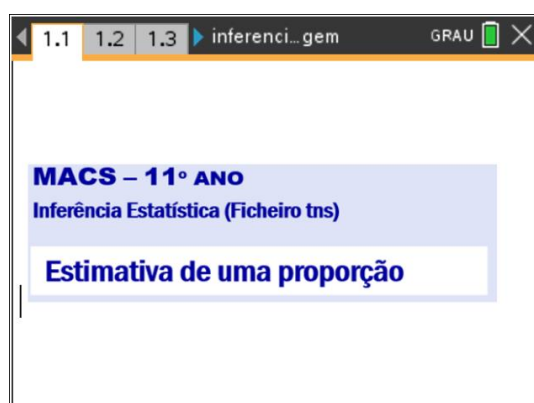 1.1 1.2 1.3 inferenci...gem GRAU
MACS – 11º ANO
Inferência Estatística (Ficheiro tns)
Estimativa de uma proporção